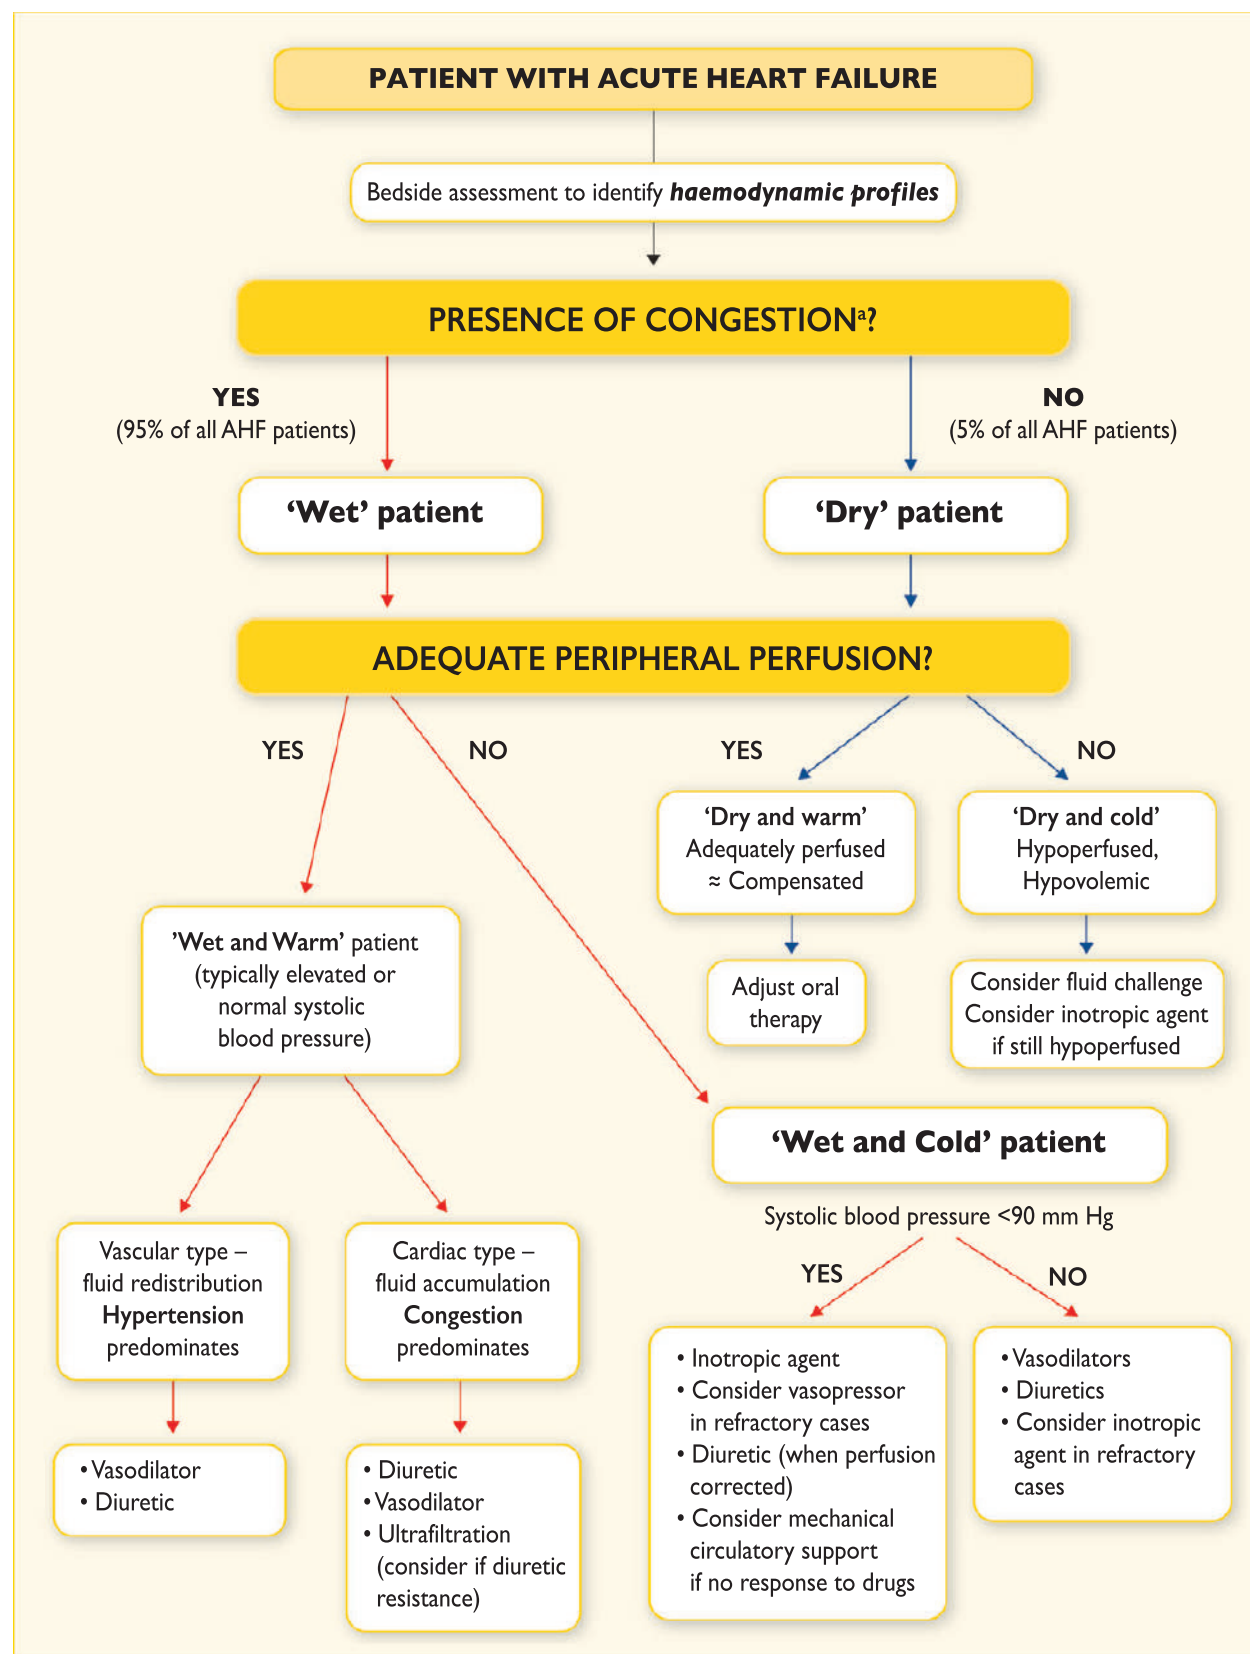 PATIENT WITH ACUTE HEART FAILURE
Bedside assessment to identify haemodynamic profiles
PRESENCE OF CONGESTIONᵃ?
YES
(95% of all AHF patients)
NO
(5% of all AHF patients)
‘Wet’ patient
‘Dry’ patient
ADEQUATE PERIPHERAL PERFUSION?
YES
NO
YES
NO
‘Dry and warm’
Adequately perfused
≈ Compensated
‘Dry and cold’
Hypoperfused,
Hypovolemic
’Wet and Warm’ patient
(typically elevated or
normal systolic
blood pressure)
Adjust oral
therapy
Consider fluid challenge
Consider inotropic agent
if still hypoperfused
‘Wet and Cold’ patient
Systolic blood pressure <90 mm Hg
YES
NO
Vascular type –
fluid redistribution
Hypertension
predominates
Cardiac type –
fluid accumulation
Congestion
predominates
• Vasodilator
• Diuretic
• Diuretic
• Vasodilator
• Ultrafiltration
(consider if diuretic
resistance)
• Inotropic agent
• Consider vasopressor
in refractory cases
• Diuretic (when perfusion
corrected)
• Consider mechanical
circulatory support
if no response to drugs
• Vasodilators
• Diuretics
• Consider inotropic
agent in refractory
cases